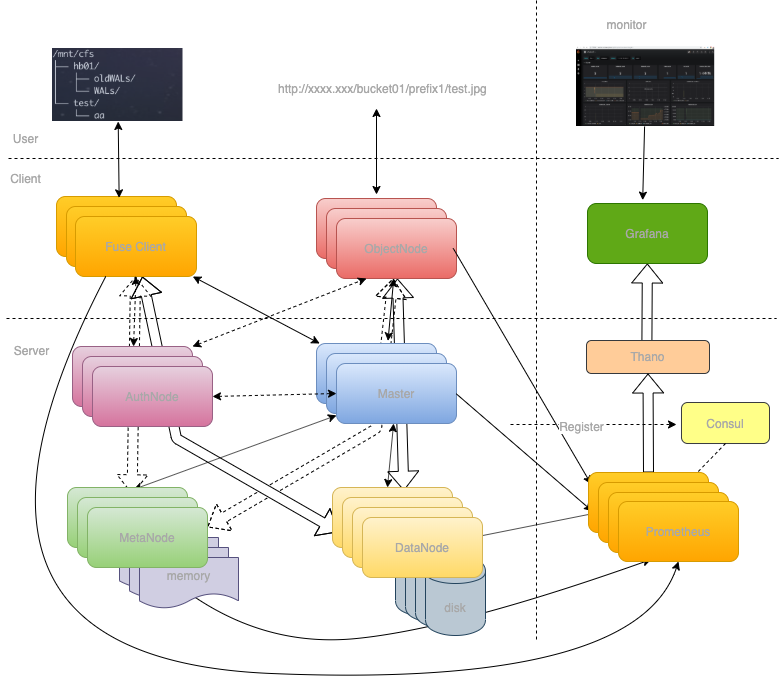 monitor
/mnt/cfs
hb01/
oldWALs/
WALs/
test/
aa
http://xxxx.xxx/bucket01/prefix1/test.jpg
User
Client
Fuse Client
ObjectNode
Grafana
Server
Thano
AuthNode
Master
Register
Consul
MetaNode
DataNode
Prometheus
memory
disk